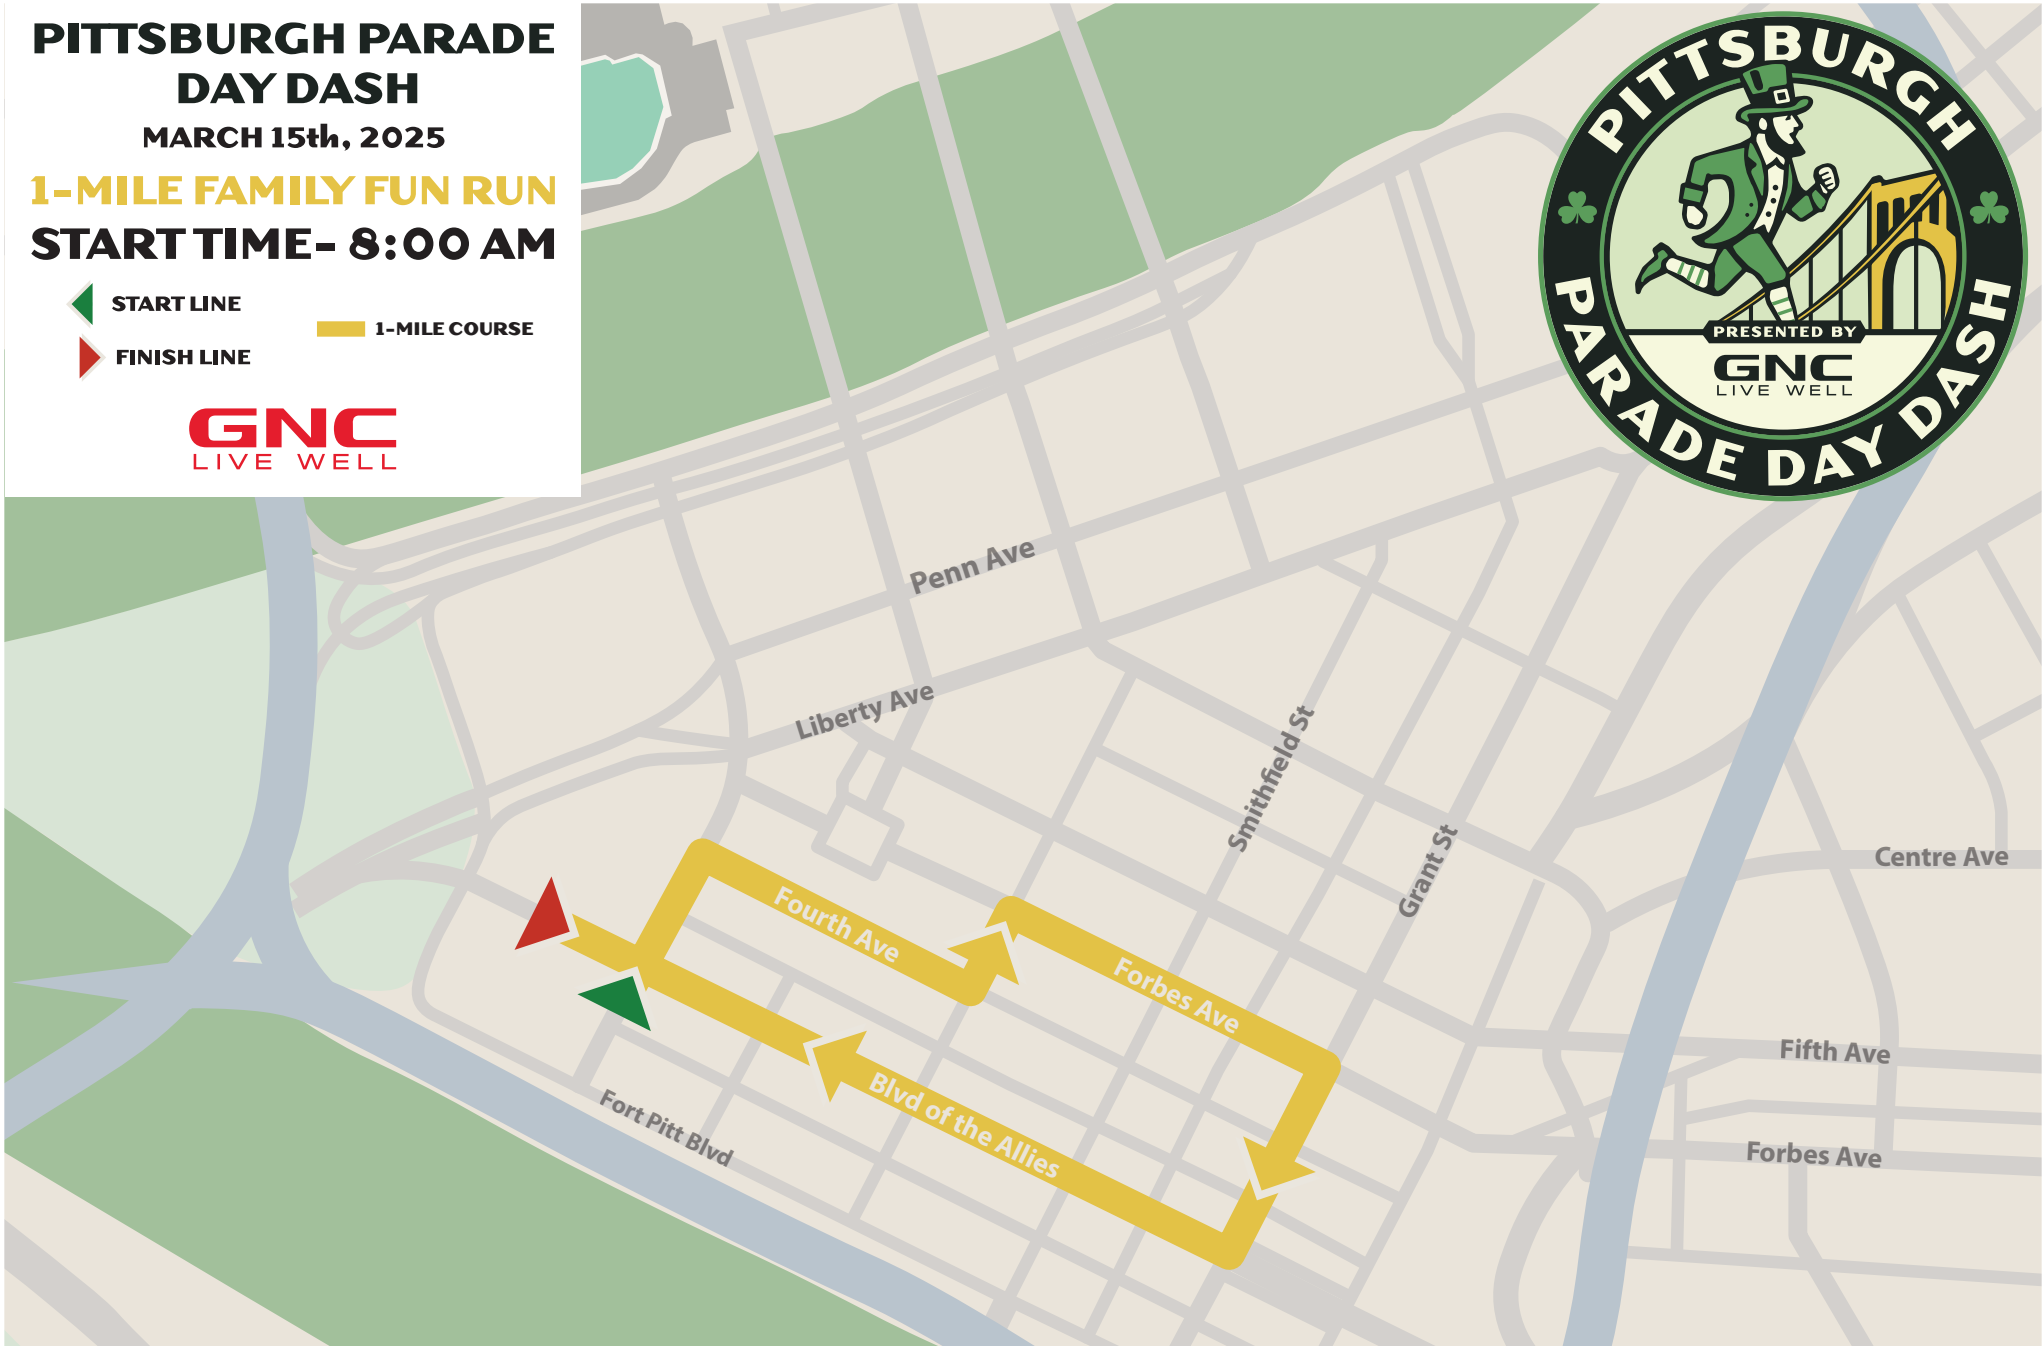 PITTSBURGH PARADE
DAY DASH
MARCH 15th, 2025
1-MILE FAMILY FUN RUN
START TIME- 8:00 AM
START LINE
1-MILE COURSE
FINISH LINE
GNC
LIVE WELL
PITTSBURGH
PRESENTED BY
GNC
LIVE WELL
PARADE DAY DASH
Penn Ave
Liberty Ave
Smithfield St
Grant St
Centre Ave
Fourth Ave
Forbes Ave
Fifth Ave
Blvd of the Allies
Fort Pitt Blvd
Forbes Ave